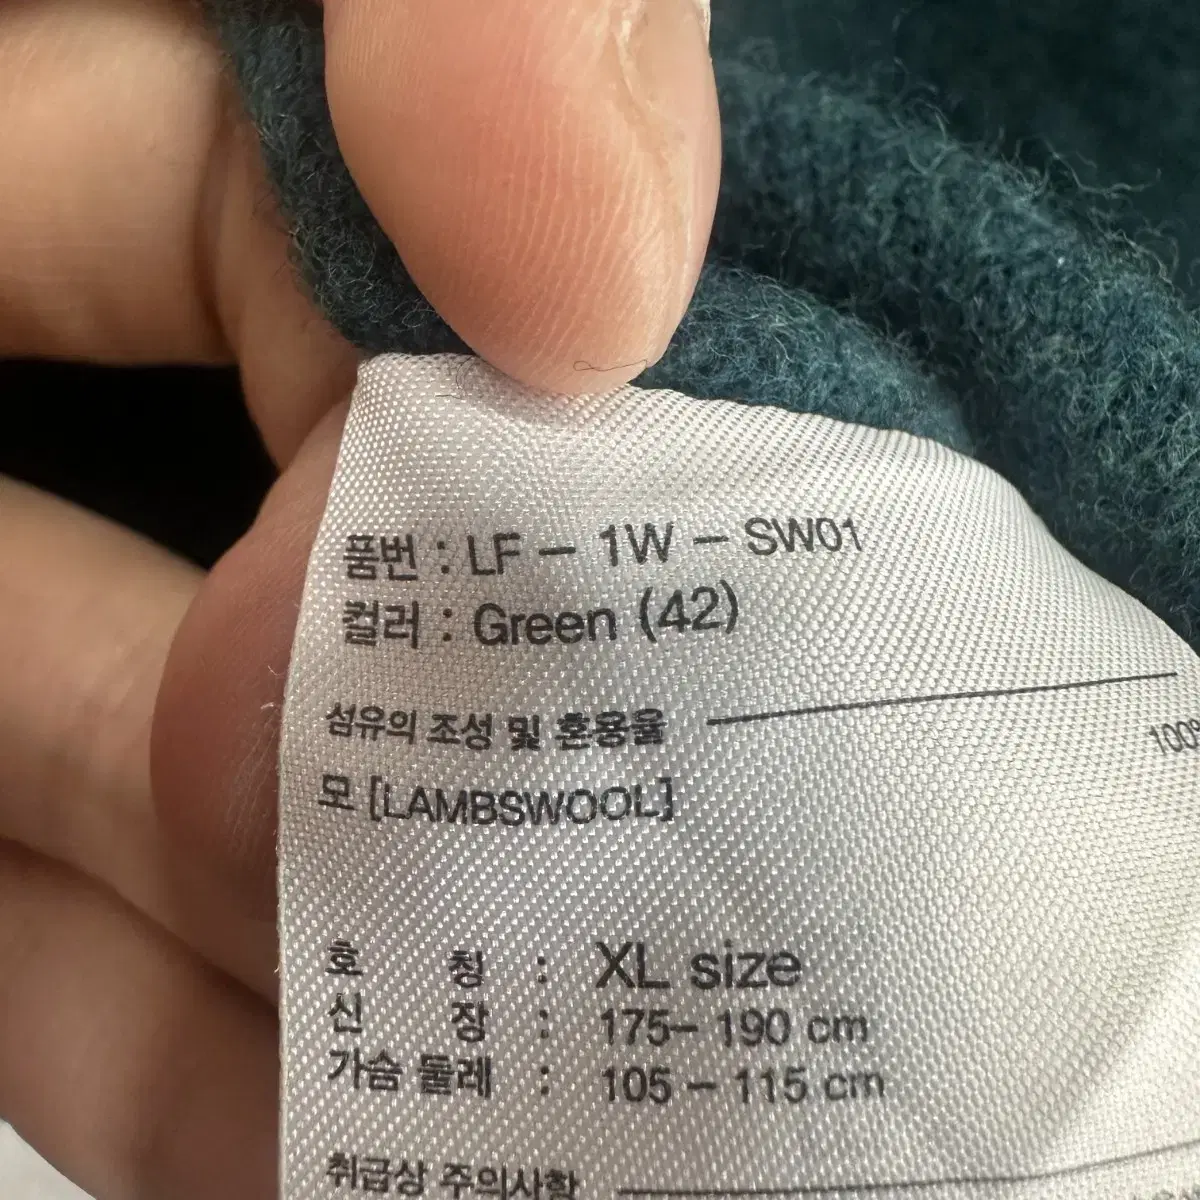 품번 : LF - 1W - SW01
컬러 : Green (42)
섬유의 조성 및 혼용율
100
모 [LAMBSWOOL]
호 칭 : XL size
신 장 : 175- 190 cm
가슴 둘레 : 105 - 115 cm
취급상 주의사항